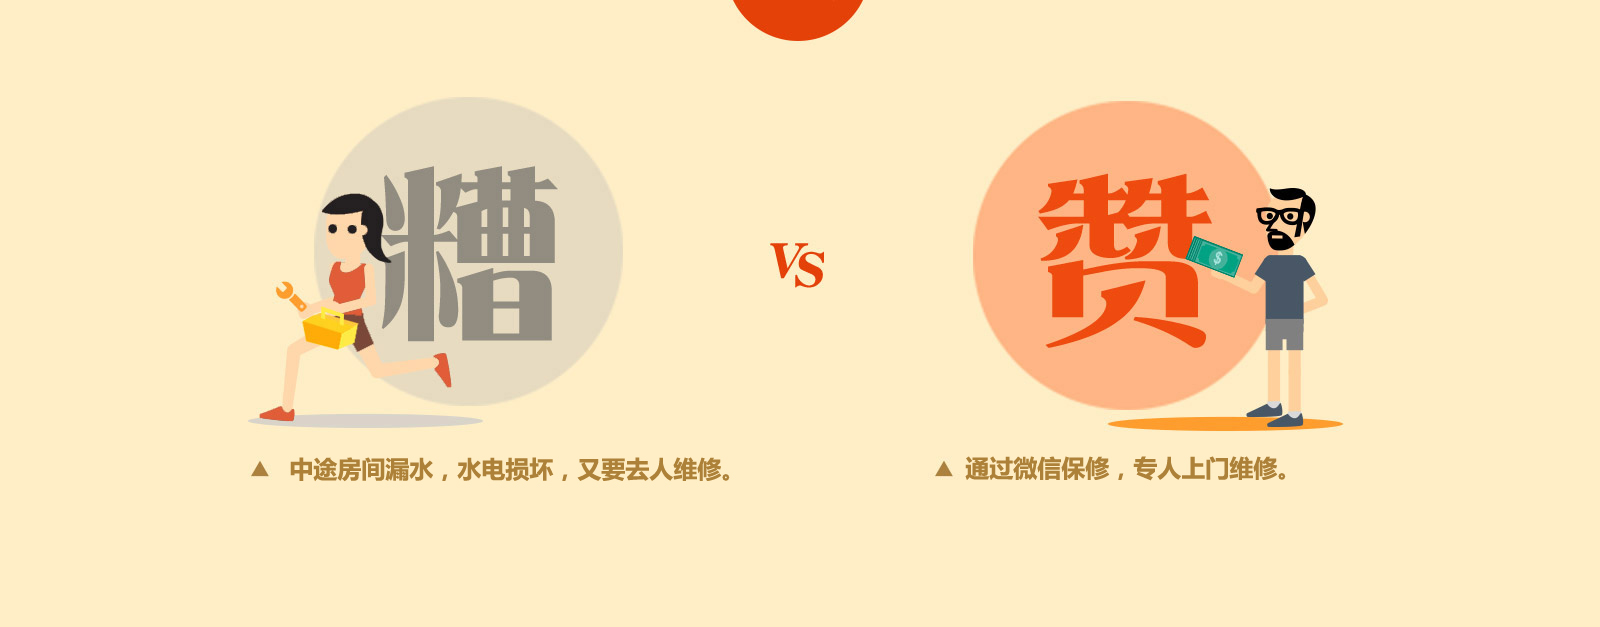 糟
VS
赞
$
▲ 中途房间漏水，水电损坏，又要去人维修。
▲ 通过微信保修，专人上门维修。